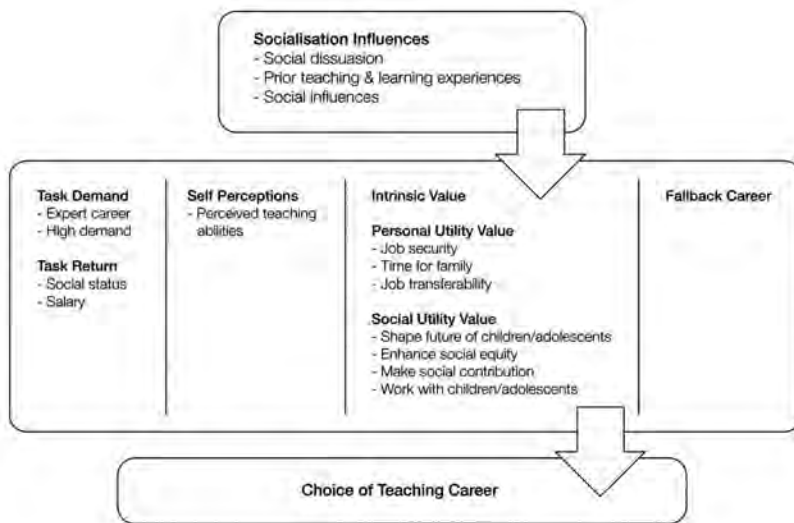 Socialisation Influences
- Social dissuasion
- Prior teaching & learning experiences
- Social influences
Task Demand
- Expert career
- High demand
Task Return
- Social status
- Salary
Self Perceptions
- Perceived teaching
abilities
Intrinsic Value
Personal Utility Value
- Job security
- Time for family
- Job transferability
Social Utility Value
- Shape future of children/adolescents
- Enhance social equity
- Make social contribution
- Work with children/adolescents
Fallback Career
Choice of Teaching Career